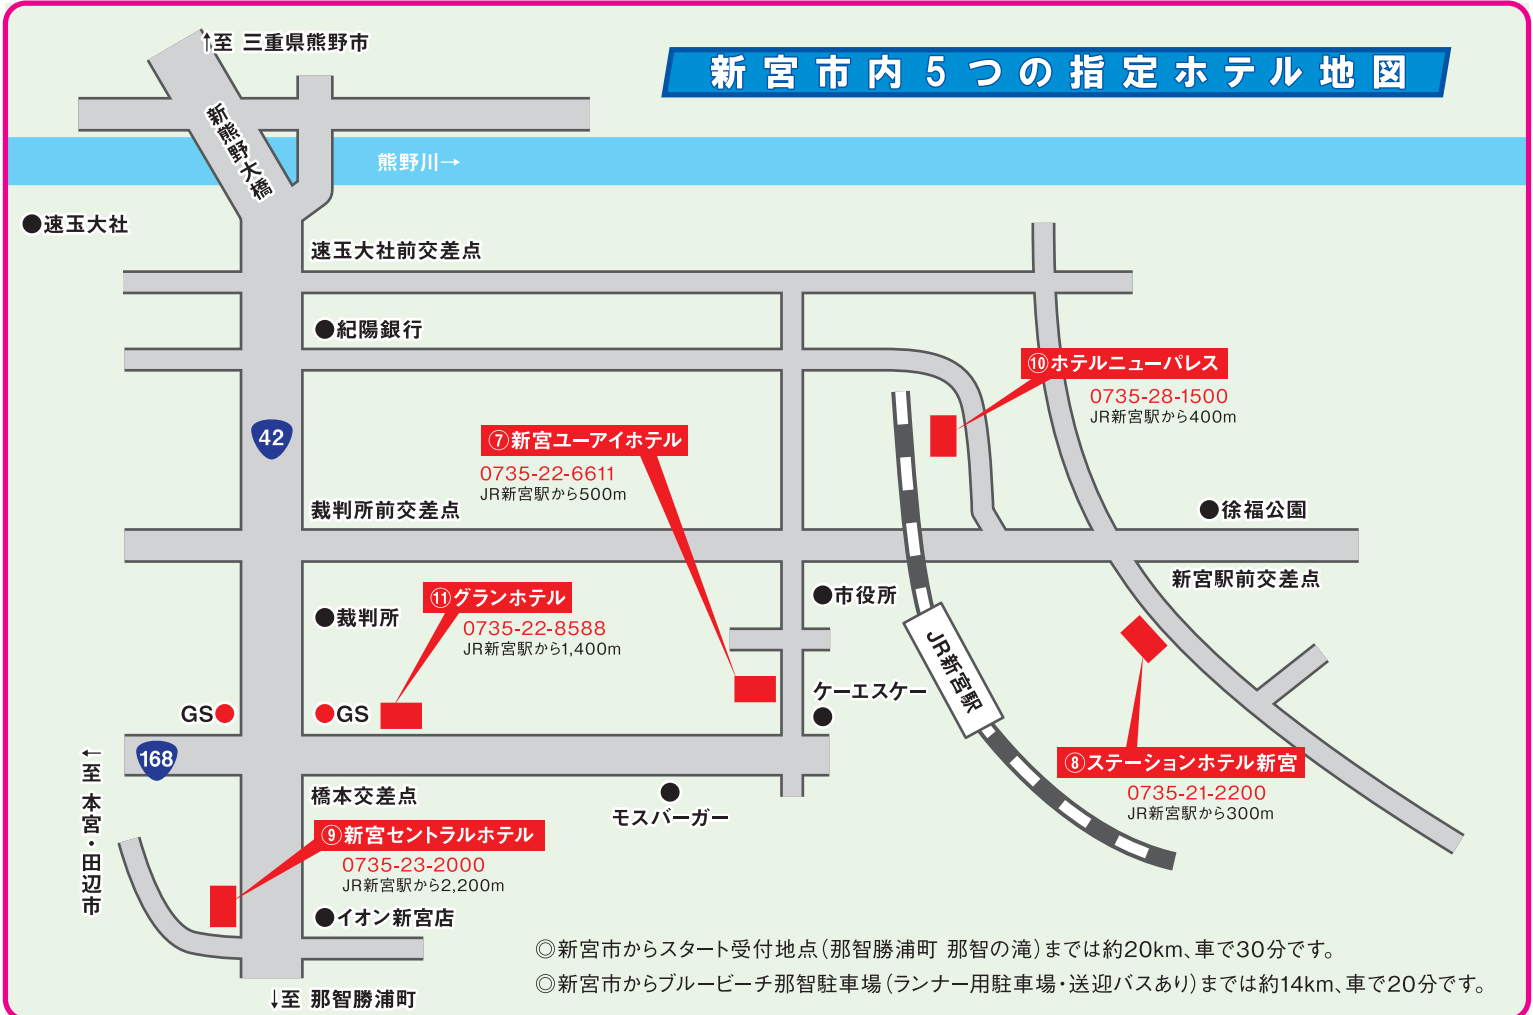 ↑至 三重県熊野市
新宮市内5つの指定ホテル地図
新熊野大橋
熊野川→
●速玉大社
速玉大社前交差点
●紀陽銀行
⑩ホテルニューパレス
0735-28-1500
JR新宮駅から400m
42
⑦新宮ユーアイホテル
0735-22-6611
JR新宮駅から500m
裁判所前交差点
●徐福公園
新宮駅前交差点
⑪グランホテル
0735-22-8588
JR新宮駅から1,400m
●裁判所
●市役所
JR新宮駅
ケーエスケー
●
GS●
●GS
168
←至 本宮・田辺市
⑧ステーションホテル新宮
0735-21-2200
JR新宮駅から300m
橋本交差点
●
モスバーガー
⑨新宮セントラルホテル
0735-23-2000
JR新宮駅から2,200m
●イオン新宮店
↓至 那智勝浦町
◎新宮市からスタート受付地点(那智勝浦町 那智の滝)までは約20km、車で30分です。
◎新宮市からブルービーチ那智駐車場(ランナー用駐車場・送迎バスあり)までは約14km、車で20分です。